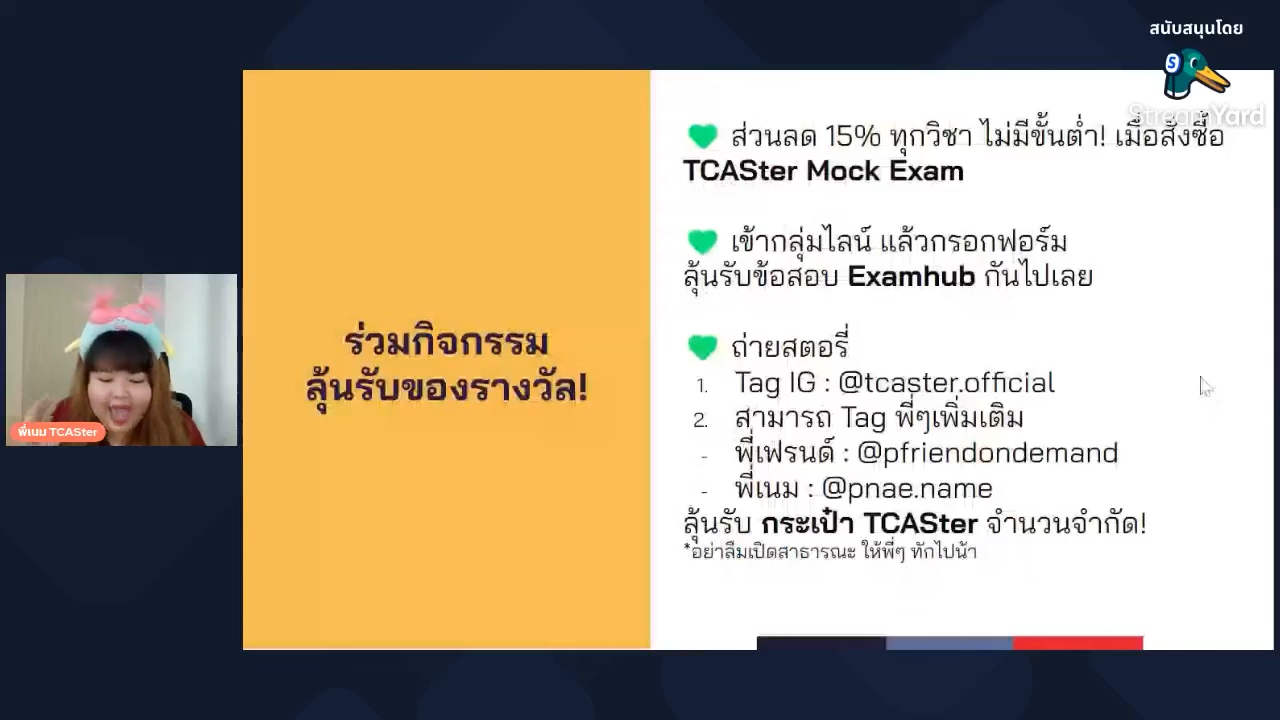 สนับสนุนโดย
StreamYard
ส่วนลด 15% ทุกวิชา ไม่มีขั้นต่ำ! เมื่อสั่งซื้อ
TCASter Mock Exam
เข้ากลุ่มไลน์ แล้วกรอกฟอร์ม
ลุ้นรับข้อสอบ Examhub กันไปเลย
ร่วมกิจกรรม
ลุ้นรับของรางวัล!
ถ่ายสตอรี่
1. Tag IG : @tcaster.official
2. สามารถ Tag พี่ๆเพิ่มเติม
- พี่เฟรนด์ : @pfriendondemand
- พี่เนม : @pnae.name
ลุ้นรับ กระเป๋า TCASter จำนวนจำกัด!
*อย่าลืมเปิดสาธารณะ ให้พี่ๆ ทักไปน้า
พี่เนม TCASter